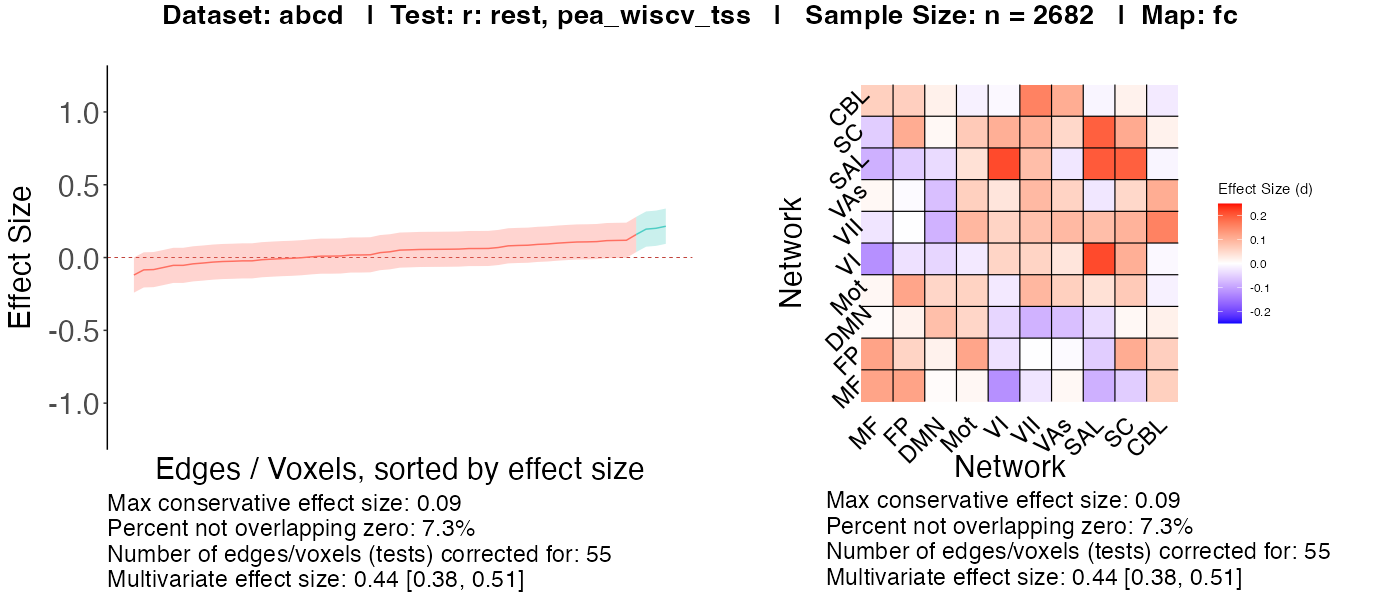 Dataset: abcd | Test: r: rest, pea_wiscv_tss | Sample Size: n = 2682 | Map: fc
Effect Size
1.0
0.5
0.0
-0.5
-1.0
Edges / Voxels, sorted by effect size
Max conservative effect size: 0.09
Percent not overlapping zero: 7.3%
Number of edges/voxels (tests) corrected for: 55
Multivariate effect size: 0.44 [0.38, 0.51]
Network
CBL
SC
SAL
VAs
VII
VI
Mot
DMN
FP
MF
MF FP DMN Mot VI VII VAs SAL SC CBL
Network
Effect Size (d)
0.2
0.1
0.0
-0.1
-0.2
Max conservative effect size: 0.09
Percent not overlapping zero: 7.3%
Number of edges/voxels (tests) corrected for: 55
Multivariate effect size: 0.44 [0.38, 0.51]